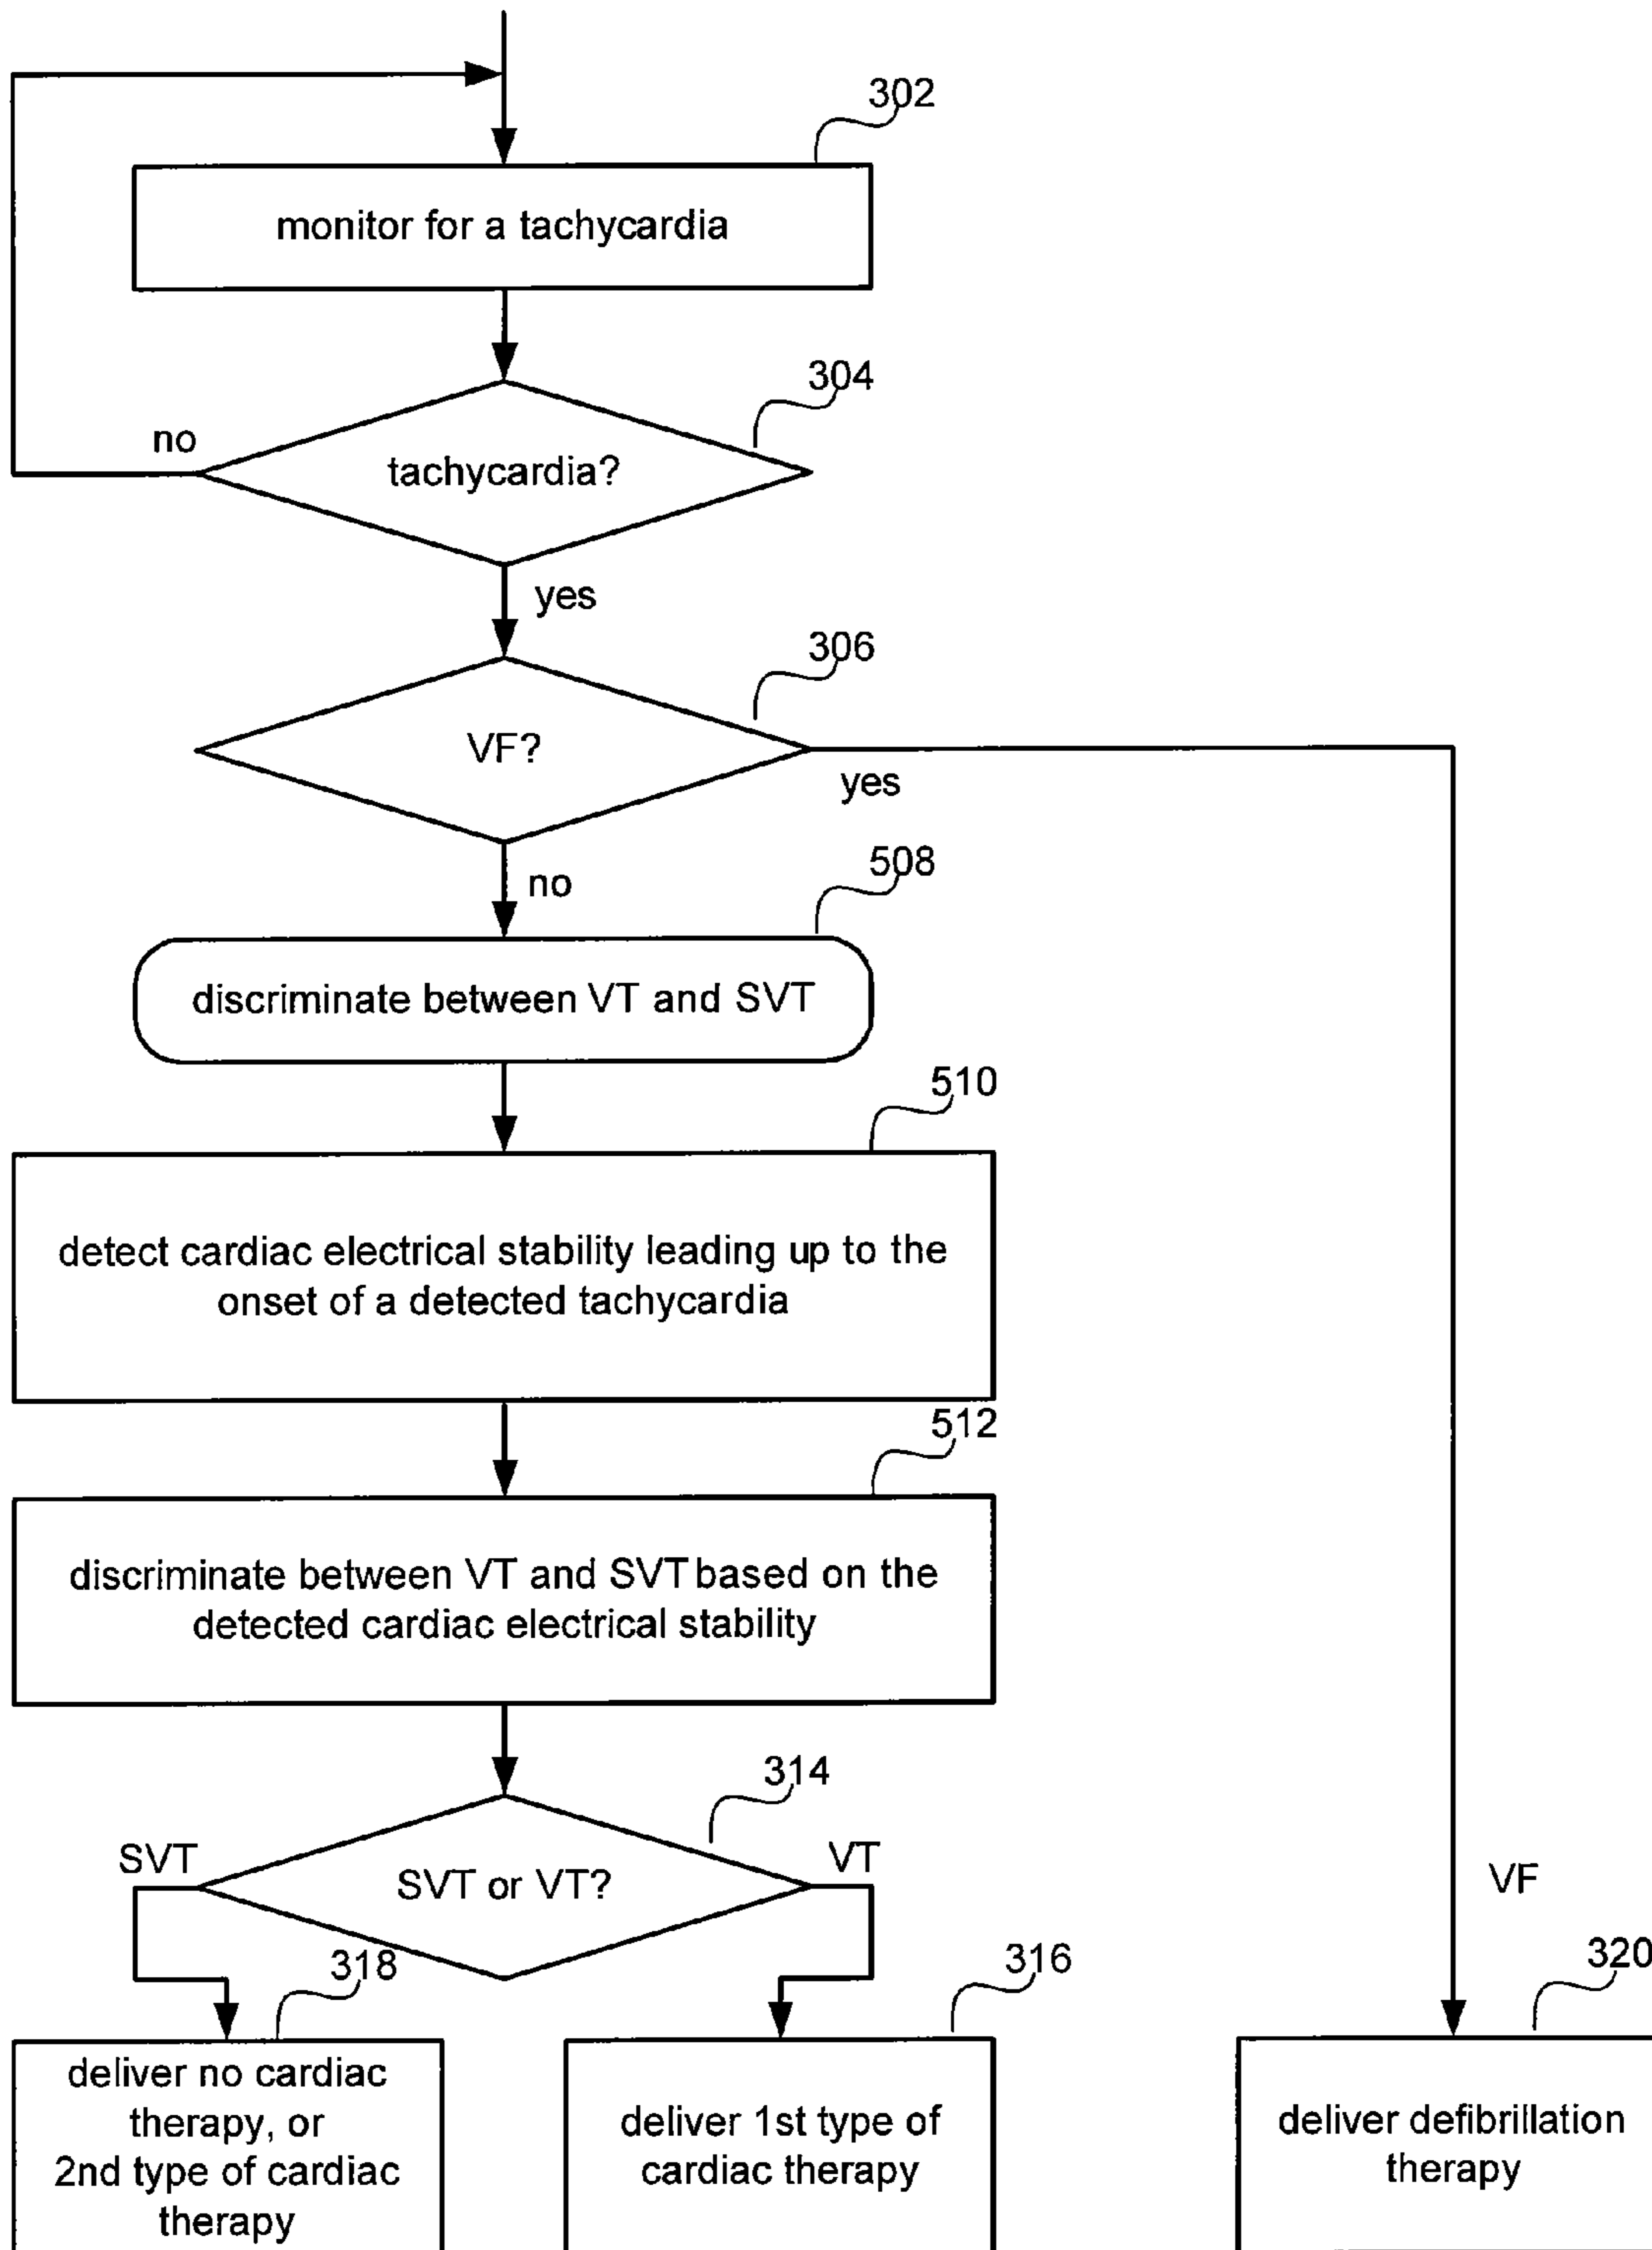 302
monitor for a tachycardia
304
no
tachycardia?
yes
306
VF?
yes
508
no
discriminate between VT and SVT
510
detect cardiac electrical stability leading up to the
onset of a detected tachycardia
512
discriminate between VT and SVT based on the
detected cardiac electrical stability
314
SVT
VT
SVT or VT?
VF
318
316
320
deliver no cardiac
therapy, or
2nd type of cardiac
therapy
deliver 1st type of
cardiac therapy
deliver defibrillation
therapy